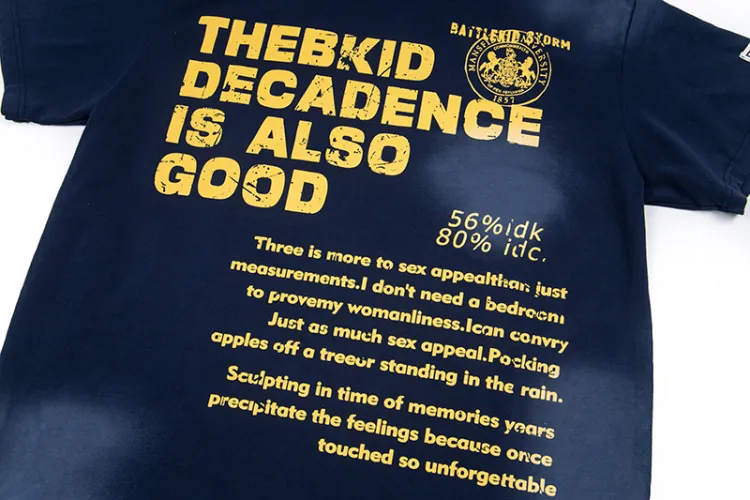 BATTLEKID STORM
THEBKID
DECADENCE
IS ALSO
GOOD
1857
56%idk
80% idc.
Three is more to sex appealthan just
measurements.I don't need a bedroom
to provemy womanliness.Ican convry
Just as much sex appeal.Pocking
apples off a treeor standing in the rain.
Sculpting in time of memories years
precipitate the feelings because once
touched so unforgettable